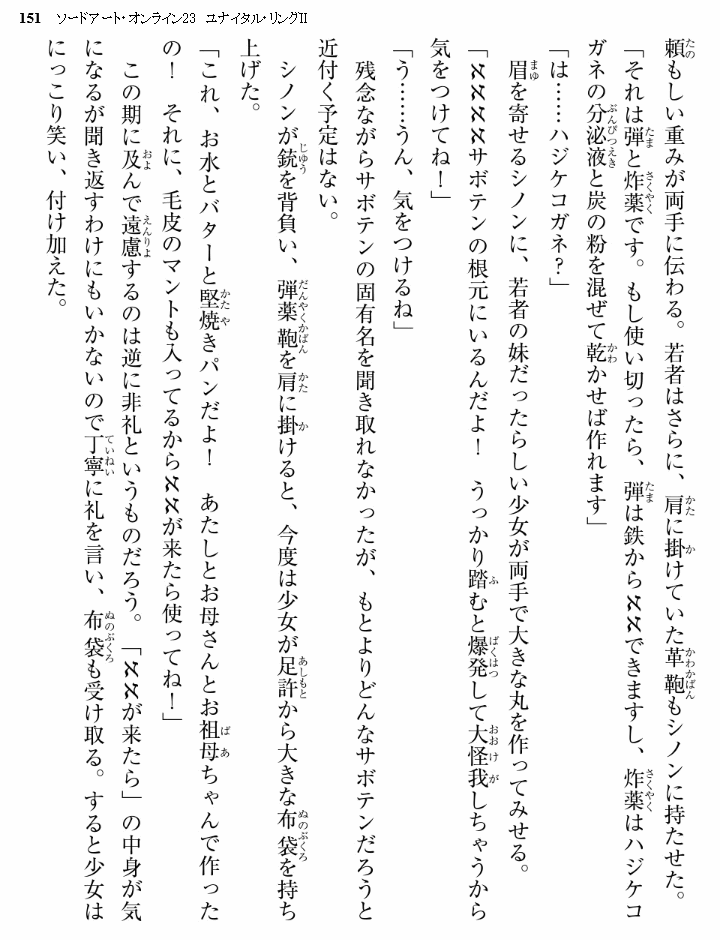 151 ソードアート・オンライン23 ユナイタル・リングII
頼もしい重みが両手に伝わる。若者はさらに、肩に掛けていた革鞄もシノンに持たせた。
「それは弾と炸薬です。もし使い切ったら、弾は鉄からℵℵできますし、炸薬はハジケコ
ガネの分泌液と炭の粉を混ぜて乾かせば作れます」
「は……ハジケコガネ？」
眉を寄せるシノンに、若者の妹だったらしい少女が両手で大きな丸を作ってみせる。
「ℵℵℵℵサボテンの根元にいるんだよ！　うっかり踏むと爆発して大怪我しちゃうから
気をつけてね！」
「う……うん、気をつけるね」
残念ながらサボテンの固有名を聞き取れなかったが、もとよりどんなサボテンだろうと
近付く予定はない。
シノンが銃を背負い、弾薬鞄を肩に掛けると、今度は少女が足許から大きな布袋を持ち
上げた。
「これ、お水とバターと堅焼きパンだよ！　あたしとお母さんとお祖母ちゃんで作った
の！　それに、毛皮のマントも入ってるからℵℵが来たら使ってね！」
この期に及んで遠慮するのは逆に非礼というものだろう。「ℵℵが来たら」の中身が気
になるが聞き返すわけにもいかないので丁寧に礼を言い、布袋も受け取る。すると少女は
にっこり笑い、付け加えた。